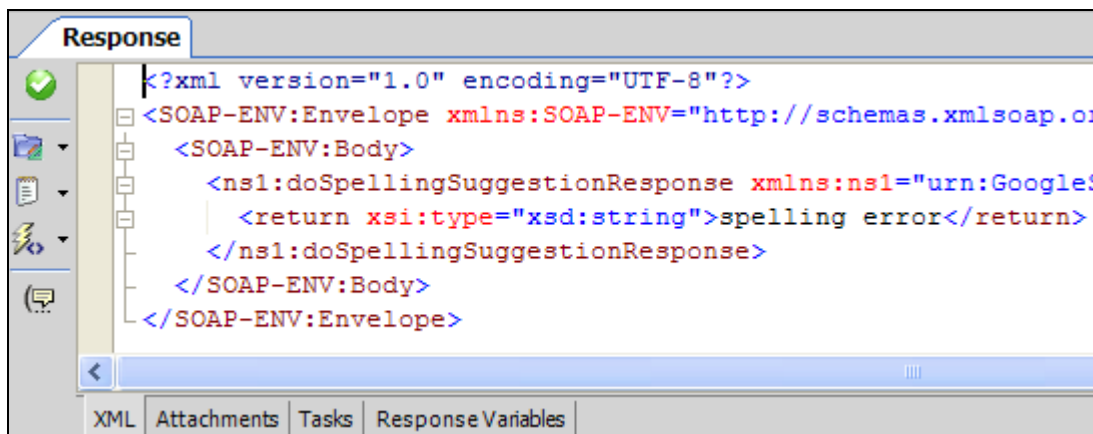 Response
<?xml version="1.0" encoding="UTF-8"?>
<SOAP-ENV:Envelope xmlns:SOAP-ENV="http://schemas.xmlsoap.or
<SOAP-ENV:Body>
<ns1:doSpellingSuggestionResponse xmlns:ns1="urn:GoogleS
<return xsi:type="xsd:string">spelling error</return>
</ns1:doSpellingSuggestionResponse>
</SOAP-ENV:Body>
</SOAP-ENV:Envelope>
XML Attachments Tasks Response Variables